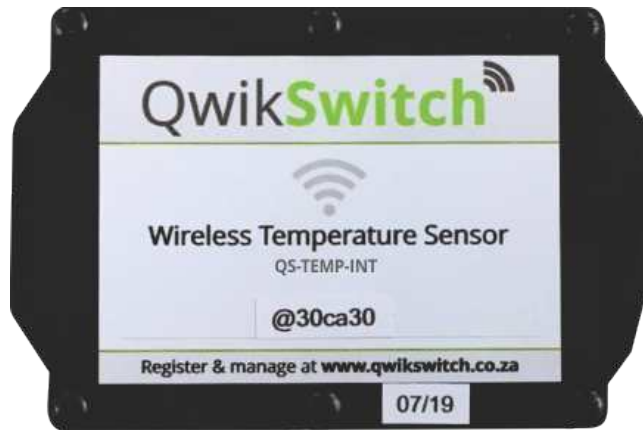 QwikSwitch
Wireless Temperature Sensor
QS-TEMP-INT
@30ca30
Register & manage at www.qwikswitch.co.za
07/19